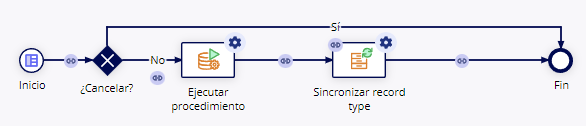 Sí
No
Inicio
¿Cancelar?
Ejecutar
procedimiento
Sincronizar record
type
Fin